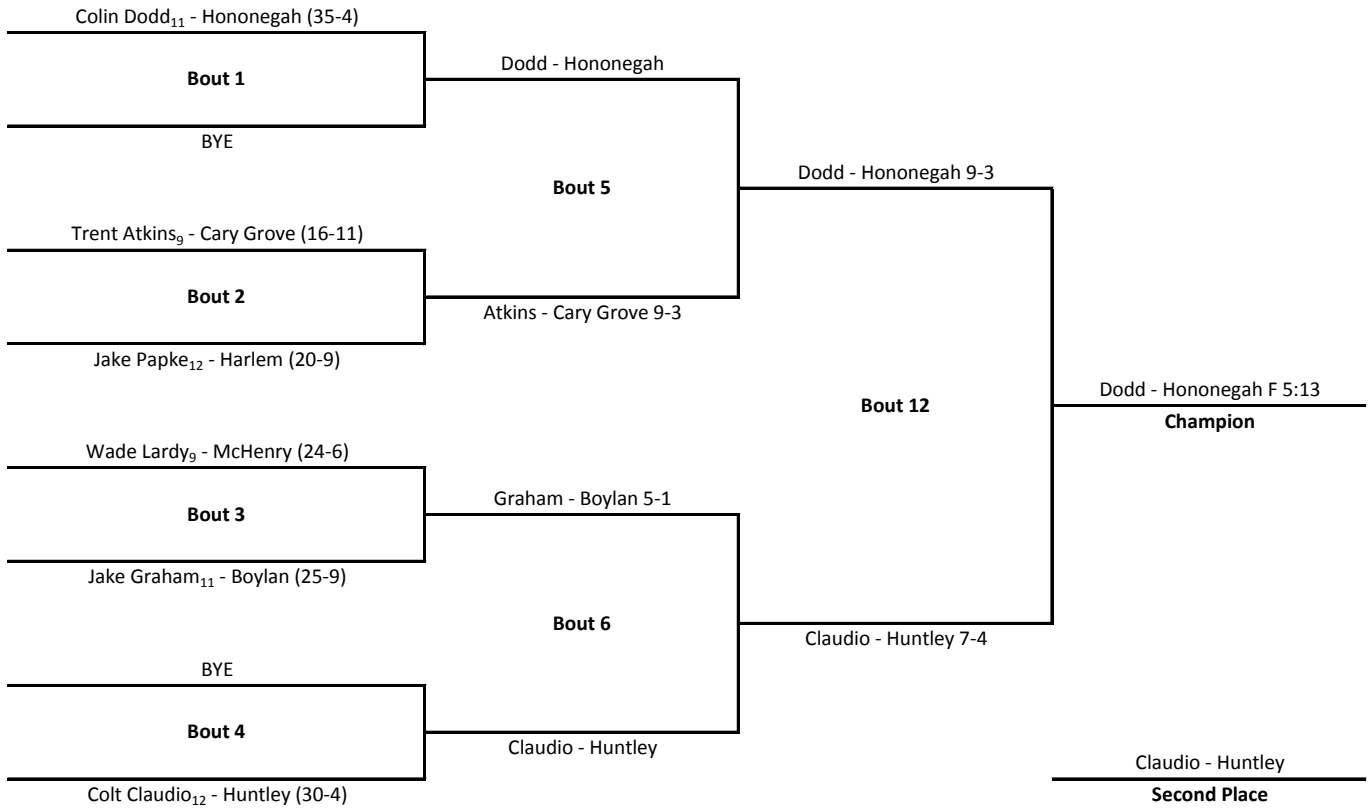 Colin Dodd₁₁ - Hononegah (35-4)
Bout 1
BYE
Dodd - Hononegah
Bout 5
Trent Atkins₉ - Cary Grove (16-11)
Bout 2
Jake Papke₁₂ - Harlem (20-9)
Atkins - Cary Grove 9-3
Dodd - Hononegah 9-3
Bout 12
Wade Lardy₉ - McHenry (24-6)
Bout 3
Jake Graham₁₁ - Boylan (25-9)
Graham - Boylan 5-1
Bout 6
BYE
Bout 4
Colt Claudio₁₂ - Huntley (30-4)
Claudio - Huntley
Claudio - Huntley 7-4
Dodd - Hononegah F 5:13
Champion
Claudio - Huntley
Second Place